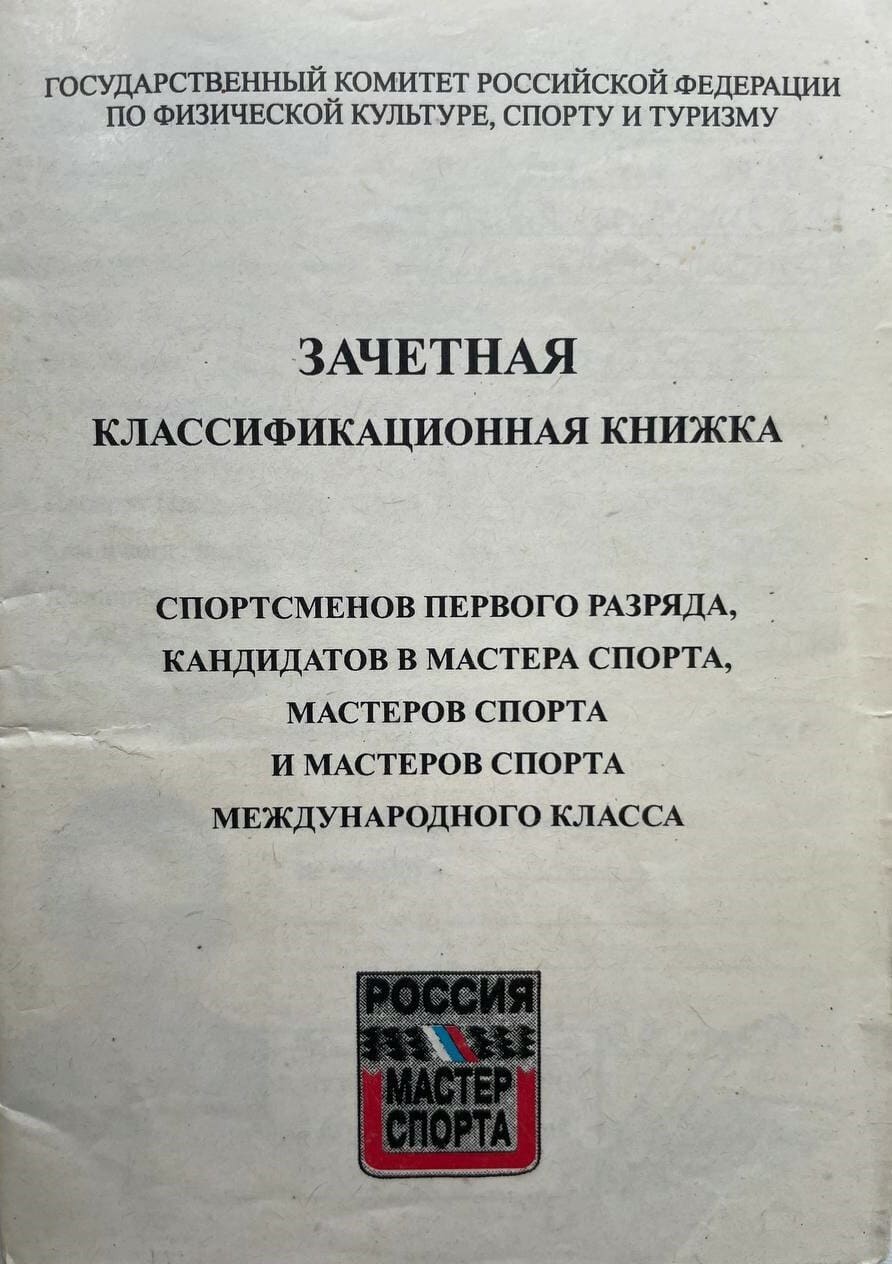 ГОСУДАРСТВЕННЫЙ КОМИТЕТ РОССИЙСКОЙ ФЕДЕРАЦИИ
ПО ФИЗИЧЕСКОЙ КУЛЬТУРЕ, СПОРТУ И ТУРИЗМУ
ЗАЧЕТНАЯ
КЛАССИФИКАЦИОННАЯ КНИЖКА
СПОРТСМЕНОВ ПЕРВОГО РАЗРЯДА,
КАНДИДАТОВ В МАСТЕРА СПОРТА,
МАСТЕРОВ СПОРТА
И МАСТЕРОВ СПОРТА
МЕЖДУНАРОДНОГО КЛАССА
РОССИЯ
МАСТЕР
СПОРТА